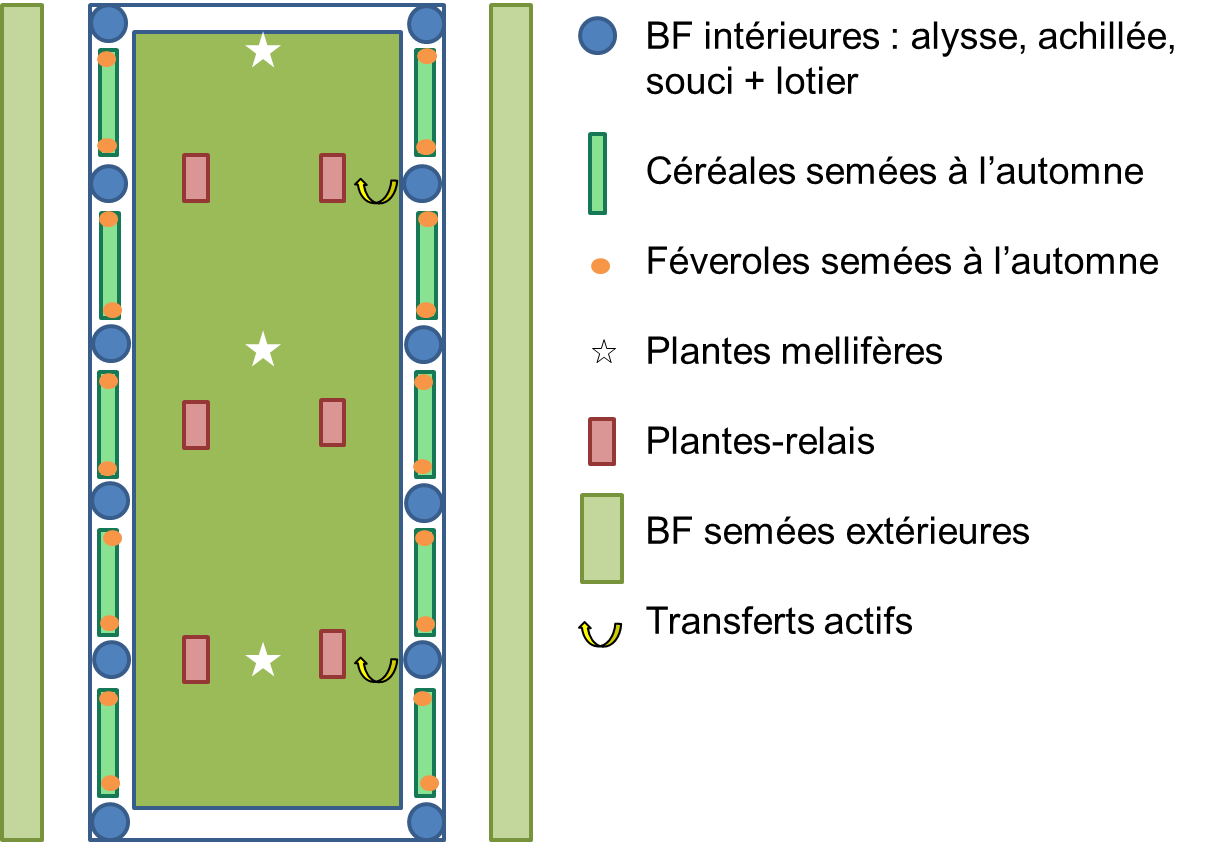 BF intérieures : alysse, achillée,
souci + lotier
Céréales semées à l’automne
Féveroles semées à l’automne
Plantes mellifères
Plantes-relais
BF semées extérieures
Transferts actifs